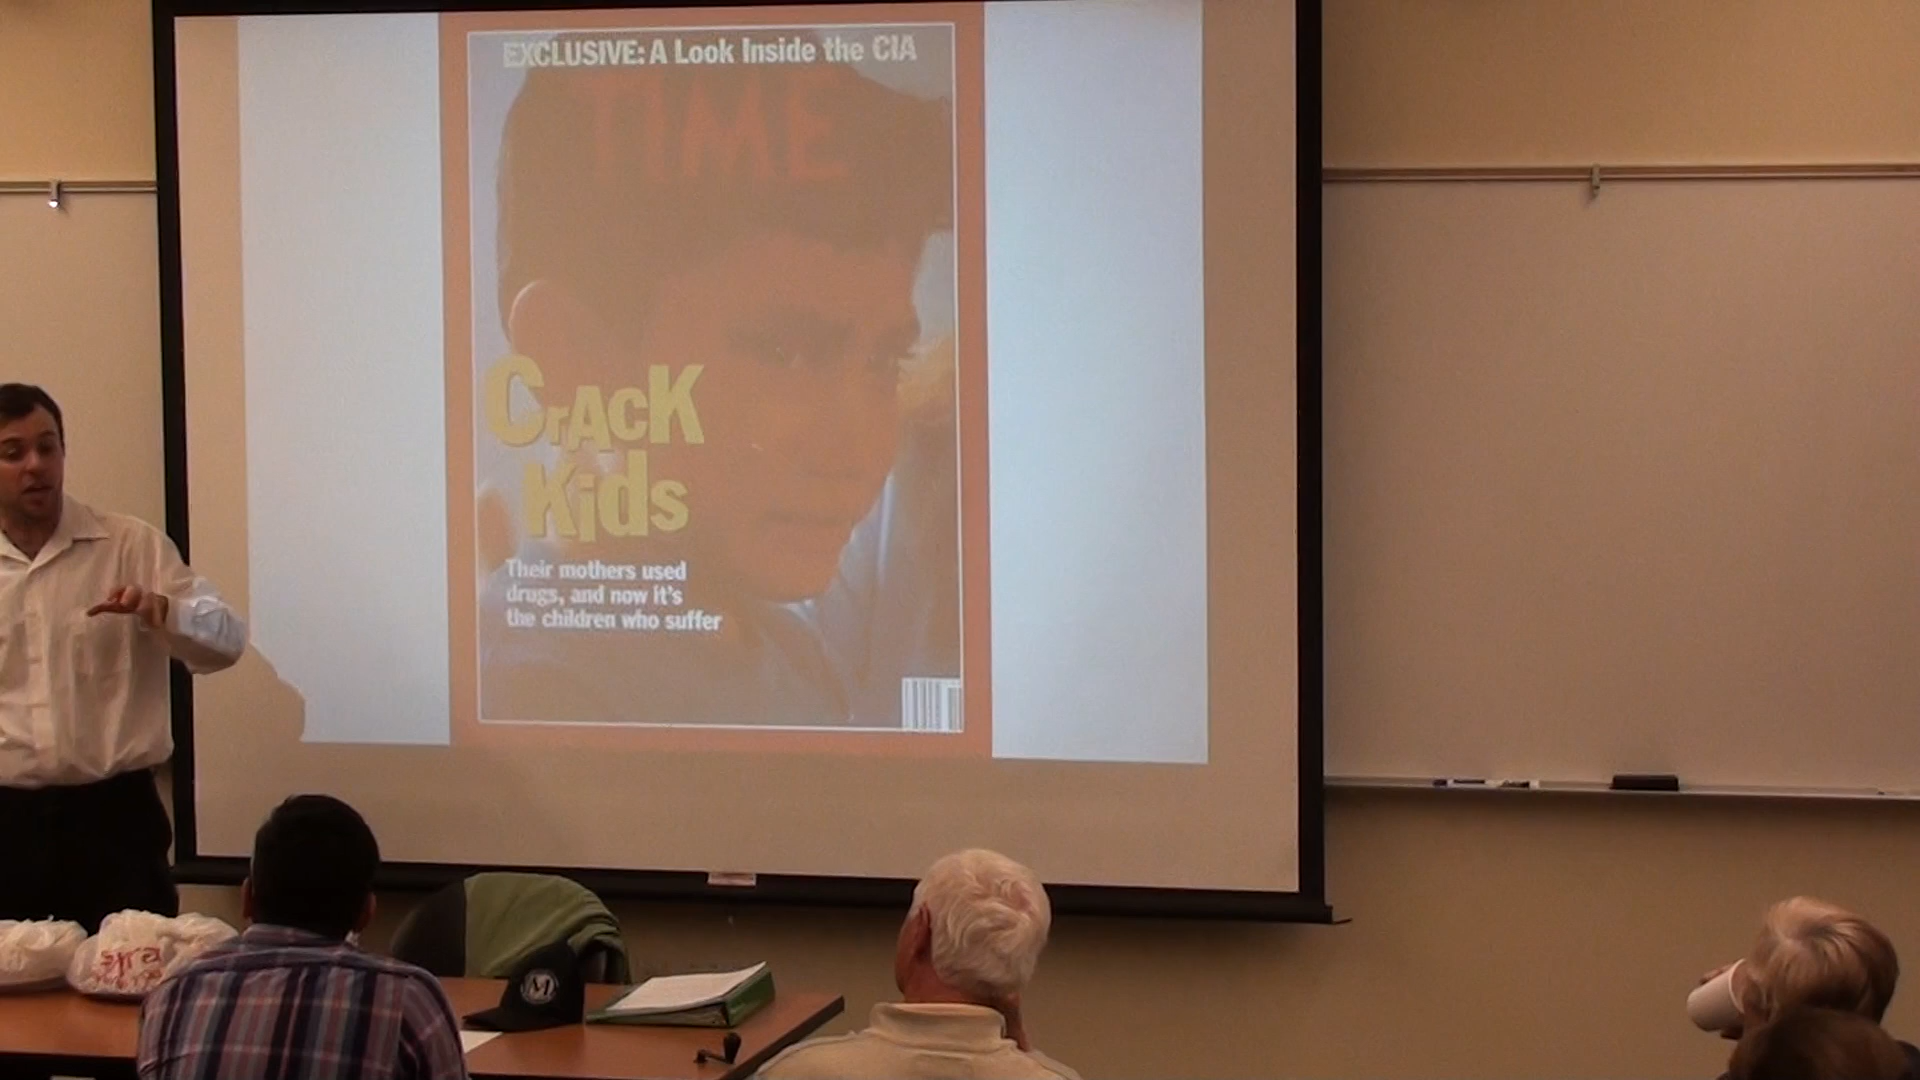 EXCLUSIVE: A Look Inside the CIA
TIME
CrAcK
Kids
Their mothers used
drugs, and now it's
the children who suffer
M